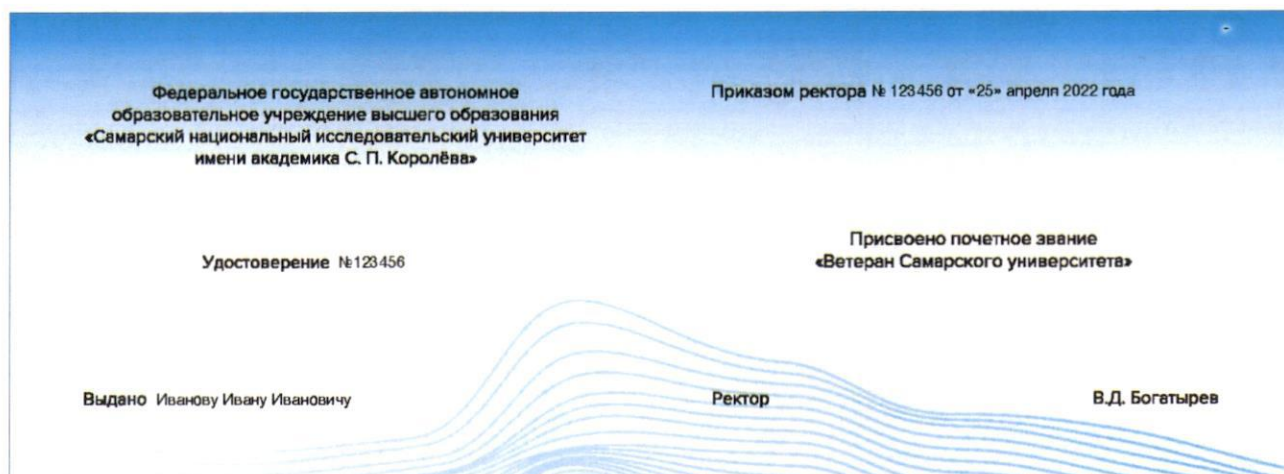 Федеральное государственное автономное
образовательное учреждение высшего образования
«Самарский национальный исследовательский университет
имени академика С. П. Королёва»
Удостоверение №123456
Выдано Иванову Ивану Ивановичу
Приказом ректора № 123456 от «25» апреля 2022 года
Присвоено почетное звание
«Ветеран Самарского университета»
Ректор В.Д. Богатырев